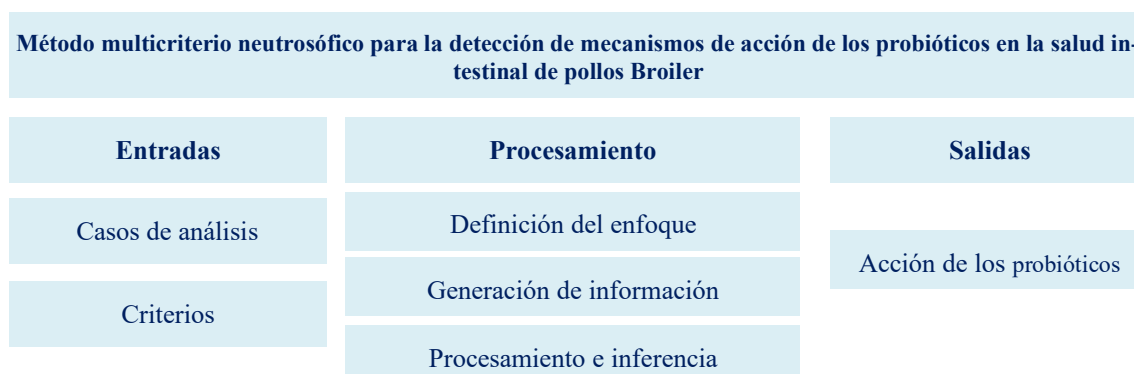 Método multicriterio neutrosófico para la detección de mecanismos de acción de los probióticos en la salud in-
testinal de pollos Broiler
Entradas
Procesamiento
Salidas
Casos de análisis
Definición del enfoque
Acción de los probióticos
Generación de información
Criterios
Procesamiento e inferencia